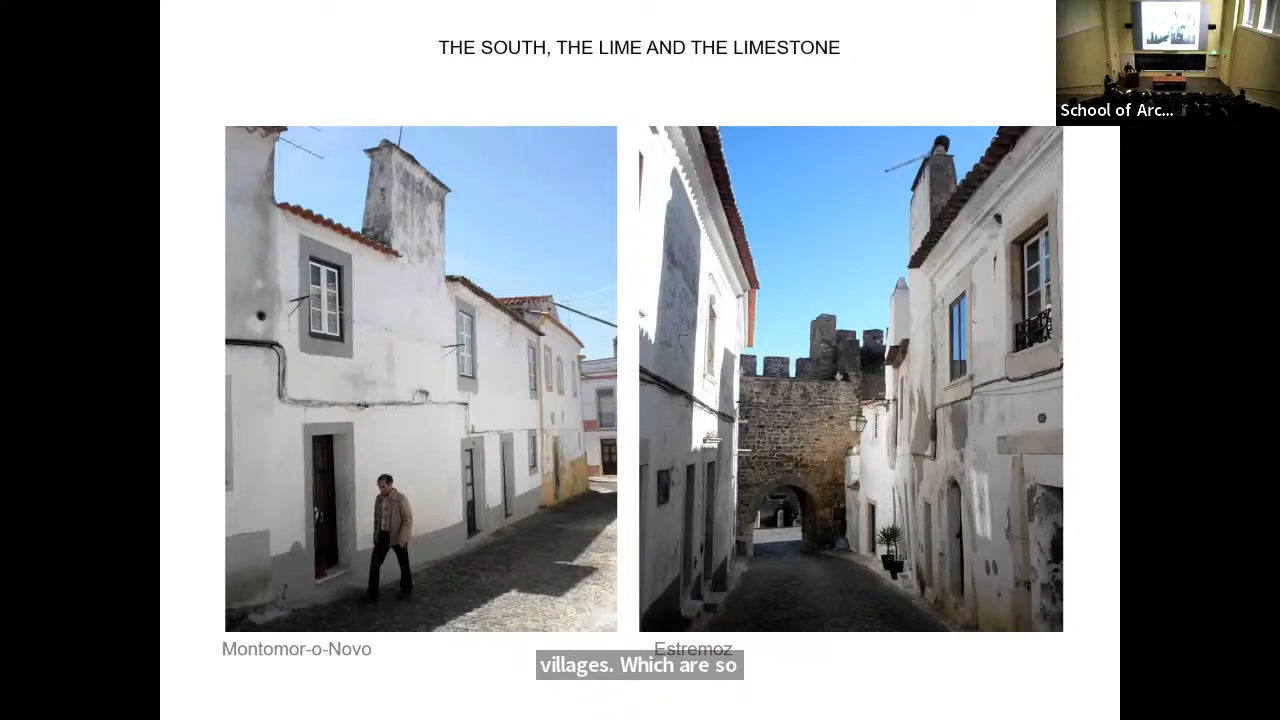 THE SOUTH, THE LIME AND THE LIMESTONE
School of Arc...
Montomor-o-Novo
Estremoz
villages. Which are so